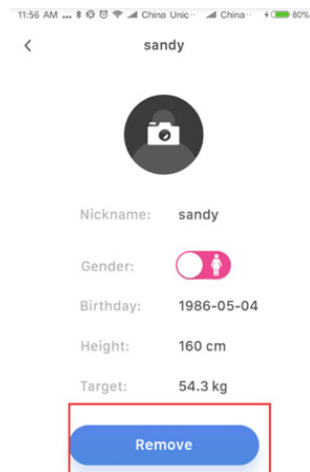 11:56 AM ... China Unic·· China·· 80%
sandy
Nickname: sandy
Gender:
Birthday: 1986-05-04
Height: 160 cm
Target: 54.3 kg
Remove